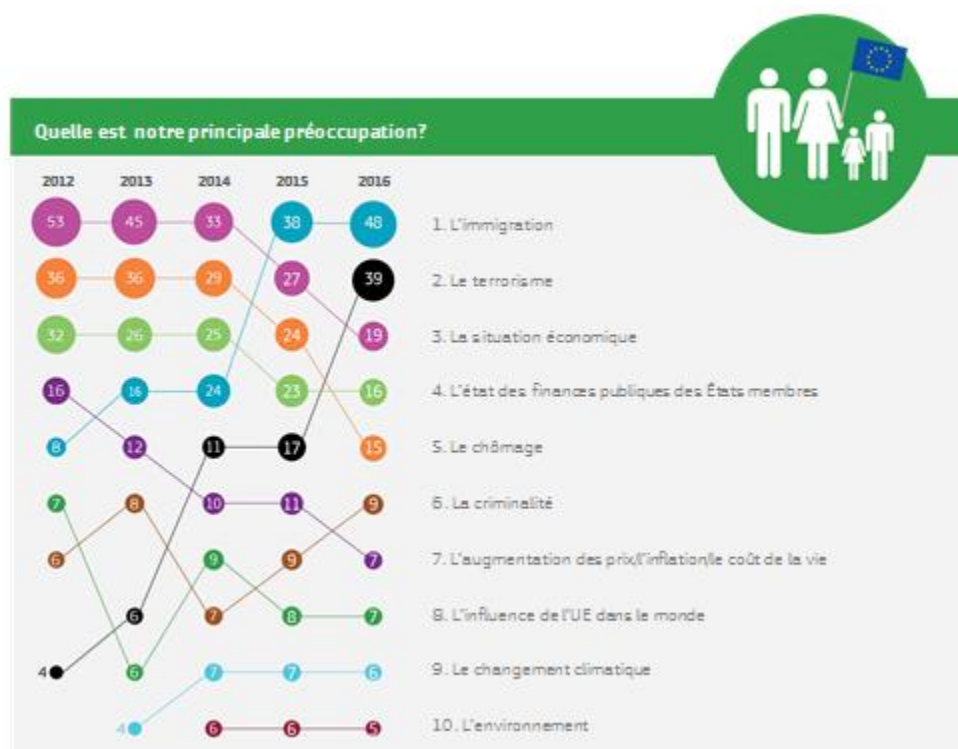 Quelle est notre principale préoccupation?
2012 2013 2014 2015 2016
53 45 33 38 48 1. L'immigration
36 36 29 27 39 2. Le terrorisme
32 26 25 24 19 3. La situation économique
16 16 24 23 16 4. L'état des finances publiques des États membres
8 12 11 17 15 5. Le chômage
7 8 10 11 9 6. La criminalité
6 9 9 7 7. L'augmentation des prix/l'inflation/le coût de la vie
6 7 8 7 8. L'influence de l'UE dans le monde
4 6 7 7 6 9. Le changement climatique
4 6 6 5 10. L'environnement